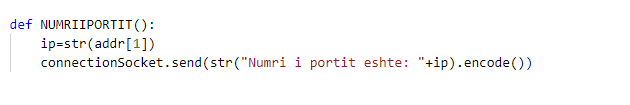 def NUMRIIPORTIT():
    ip=str(addr[1])
    connectionSocket.send(str("Numri i portit eshte: "+ip).encode())